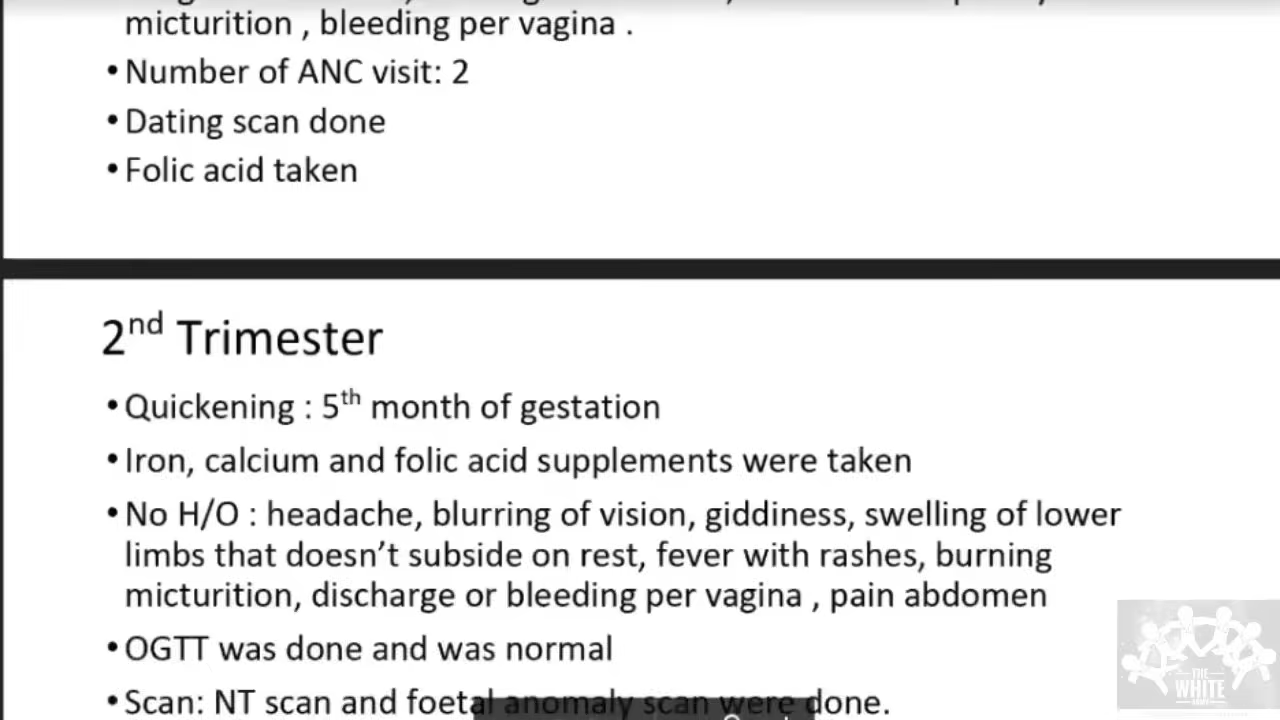 micturition , bleeding per vagina .
• Number of ANC visit: 2
• Dating scan done
• Folic acid taken
2nd Trimester
• Quickening : 5th month of gestation
• Iron, calcium and folic acid supplements were taken
• No H/O : headache, blurring of vision, giddiness, swelling of lower
limbs that doesn’t subside on rest, fever with rashes, burning
micturition, discharge or bleeding per vagina , pain abdomen
• OGTT was done and was normal
• Scan: NT scan and foetal anomaly scan were done.
THE
WHITE
ARMY